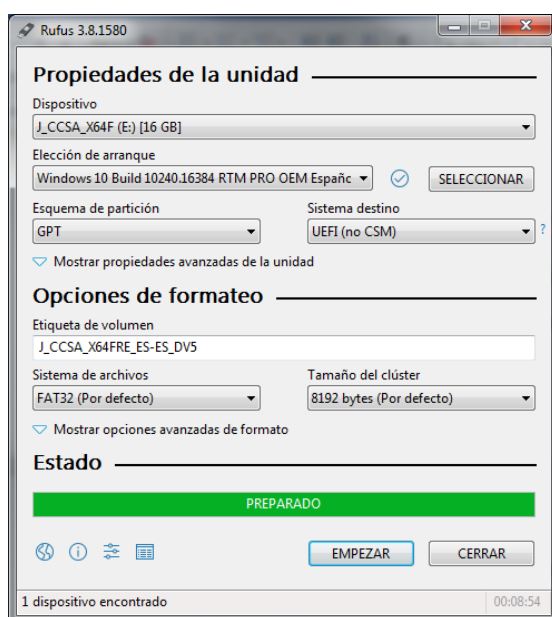 Rufus 3.8.1580
Propiedades de la unidad
Dispositivo
J_CCSA_X64F (E:) [16 GB]
Elección de arranque
Windows 10 Build 10240.16384 RTM PRO OEM Españc
SELECCIONAR
Esquema de partición Sistema destino
GPT UEFI (no CSM) ?
Mostrar propiedades avanzadas de la unidad
Opciones de formateo
Etiqueta de volumen
J_CCSA_X64FRE_ES-ES_DV5
Sistema de archivos Tamaño del clúster
FAT32 (Por defecto) 8192 bytes (Por defecto)
Mostrar opciones avanzadas de formato
Estado
PREPARADO
EMPEZAR CERRAR
1 dispositivo encontrado 00:08:54